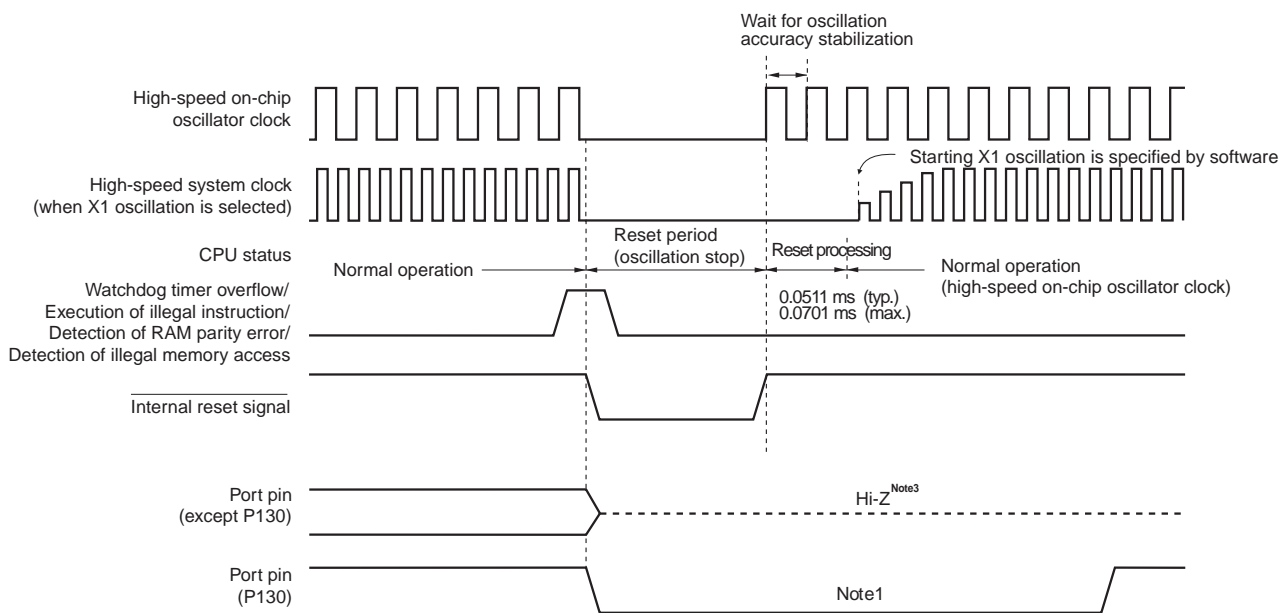 Wait for oscillation
accuracy stabilization
High-speed on-chip
oscillator clock
Starting X1 oscillation is specified by software
High-speed system clock
(when X1 oscillation is selected)
CPU status
Normal operation
Reset period
(oscillation stop)
Reset processing
0.0511 ms (typ.)
0.0701 ms (max.)
Normal operation
(high-speed on-chip oscillator clock)
Watchdog timer overflow/
Execution of illegal instruction/
Detection of RAM parity error/
Detection of illegal memory access
Internal reset signal
Port pin
(except P130)
Hi-Z Note3
Port pin
(P130)
Note1